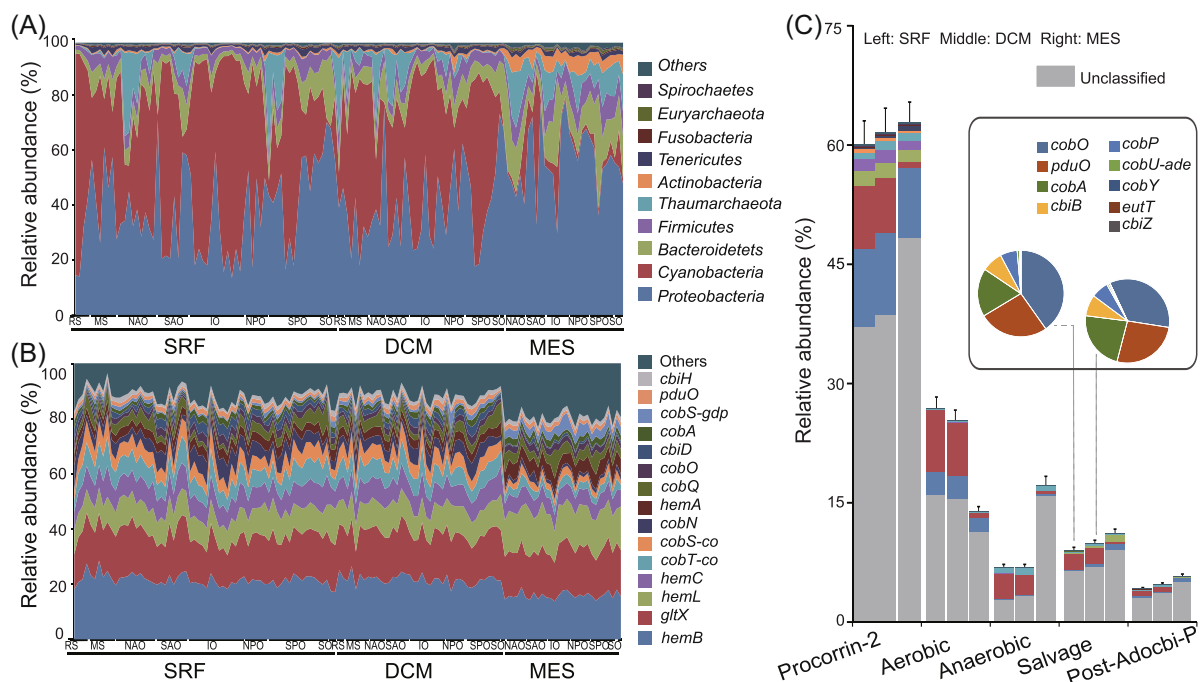 (A)
Relative abundance (%)
100
80
60
40
20
0
RS MS NAO SAO IO NPO SPO SO RS MS NAO SAO IO NPO SPO SO NAO SAO IO NPO SPO SO
SRF DCM MES
Others
Spirochaetes
Euryarchaeota
Fusobacteria
Tenericutes
Actinobacteria
Thaumarchaeota
Firmicutes
Bacteroidetets
Cyanobacteria
Proteobacteria
(B)
Relative abundance (%)
100
80
60
40
20
0
RS MS NAO SAO IO NPO SPO SO RS MS NAO SAO IO NPO SPO SO NAO SAO IO NPO SPO SO
SRF DCM MES
Others
cbiH
pduO
cobS-gdp
cobA
cbiD
cobO
cobQ
hemA
cobN
cobS-co
cobT-co
hemC
hemL
gltX
hemB
(C)
Relative abundance (%)
75
60
45
30
15
0
Left: SRF Middle: DCM Right: MES
Unclassified
cobO cobP
pduO cobU-ade
cobA cobY
cbiB eutT
cbiZ
Procorrin-2 Aerobic Anaerobic Salvage Post-Adocbi-P